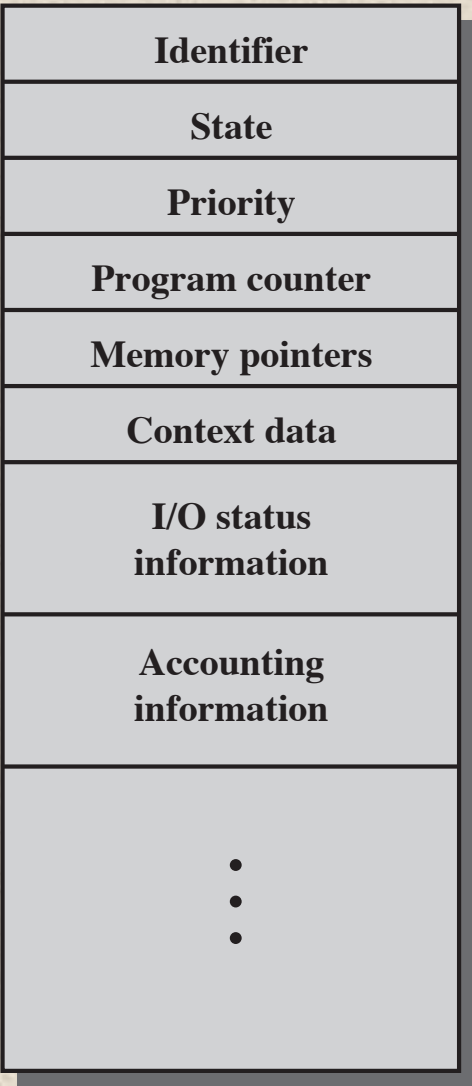 Identifier
State
Priority
Program counter
Memory pointers
Context data
I/O status
information
Accounting
information